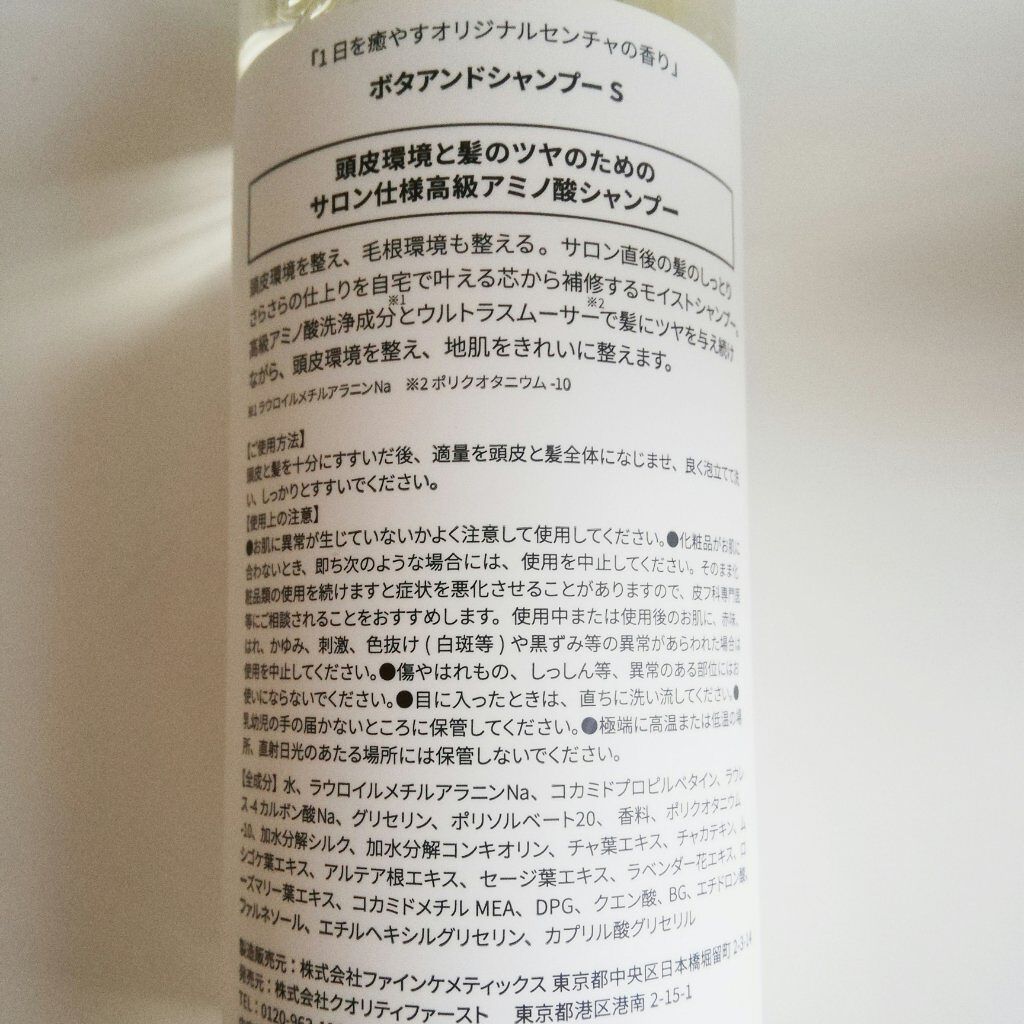 「1日を癒やすオリジナルセンチャの香り」
ボタアンドシャンプー S
頭皮環境と髪のツヤのための
サロン仕様高級アミノ酸シャンプー
頭皮環境を整え、毛根環境も整える。サロン直後の髪のしっとり
さらさらの仕上りを自宅で叶える芯から補修するモイストシャンプー。
高級アミノ酸洗浄成分※1とウルトラスムーサー※2で髪にツヤを与え続け
ながら、頭皮環境を整え、地肌をきれいに整えます。
※1 ラウロイルメチルアラニンNa ※2 ポリクオタニウム -10
【ご使用方法】
頭皮と髪を十分にすすいだ後、適量を頭皮と髪全体になじませ、良く泡立てて洗
い、しっかりとすすいでください。
【使用上の注意】
●お肌に異常が生じていないかよく注意して使用してください。●化粧品がお肌に
合わないとき、即ち次のような場合には、使用を中止してください。そのまま化
粧品類の使用を続けますと症状を悪化させることがありますので、皮フ科専門医
等にご相談されることをおすすめします。使用中または使用後のお肌に、赤味、
はれ、かゆみ、刺激、色抜け ( 白斑等 ) や黒ずみ等の異常があらわれた場合は
使用を中止してください。●傷やはれもの、しっしん等、異常のある部位にはお
使いにならないでください。●目に入ったときは、直ちに洗い流してください。●
乳幼児の手の届かないところに保管してください。●極端に高温または低温の場
所、直射日光のあたる場所には保管しないでください。
【全成分】水、ラウロイルメチルアラニンNa、コカミドプロピルベタイン、ラウレ
ス-4カルボン酸Na、グリセリン、ポリソルベート20、香料、ポリクオタニウム
-10、加水分解シルク、加水分解コンキオリン、チャ葉エキス、チャカテキン、ム
シゴケ葉エキス、アルテア根エキス、セージ葉エキス、ラベンダー花エキス、ロ
ーズマリー葉エキス、コカミドメチル MEA、DPG、クエン酸、BG、エチドロン酸、
ファルネソール、エチルヘキシルグリセリン、カプリル酸グリセリル
製造販売元：株式会社ファインケメティックス 東京都中央区日本橋堀留町 2-3-14
発売元：株式会社クオリティファースト 東京都港区港南 2-15-1
TEL：0120-963-